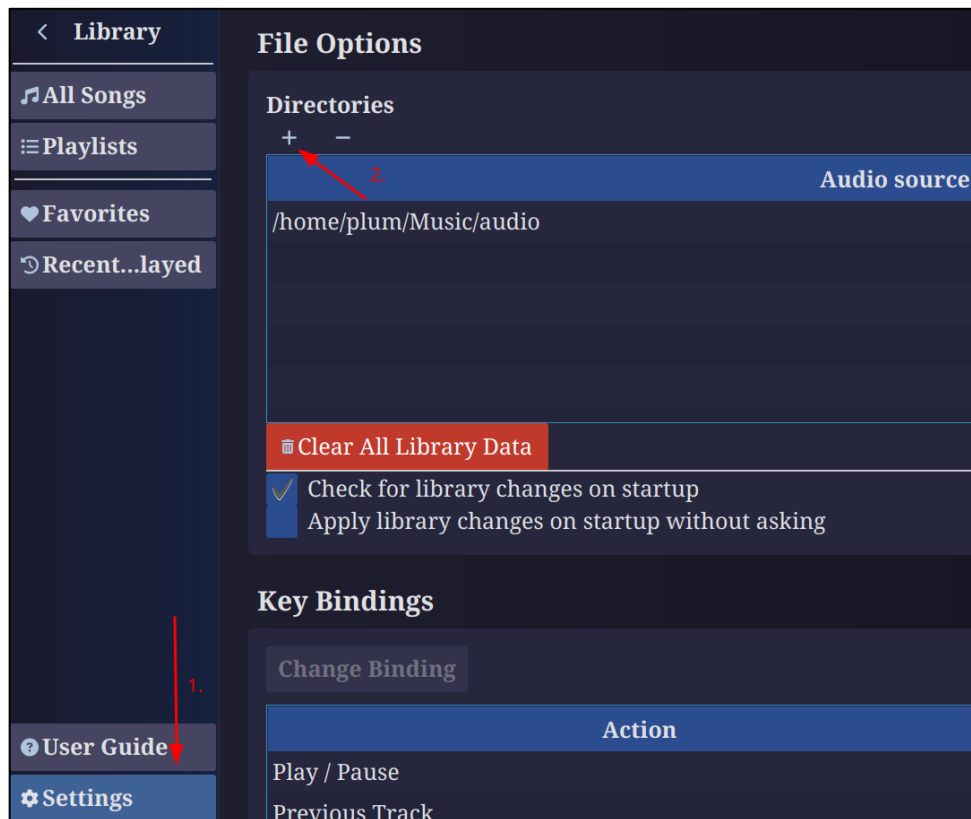 Library
All Songs
Playlists
Favorites
Recent...layed
1.
User Guide
Settings
File Options
Directories
+ −
2.
Audio source
/home/plum/Music/audio
Clear All Library Data
Check for library changes on startup
Apply library changes on startup without asking
Key Bindings
Change Binding
Action
Play / Pause
Previous Track